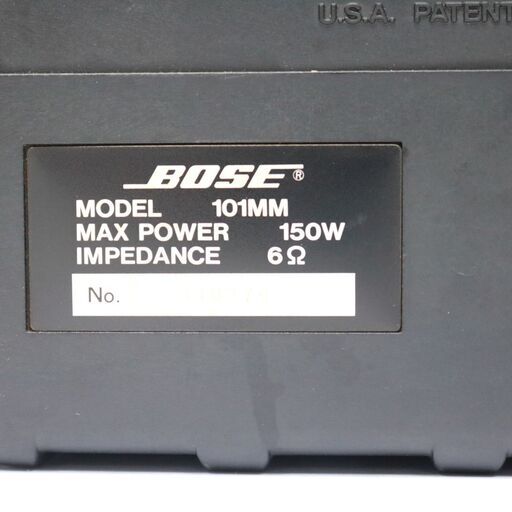 U.S.A. PATENT
BOSE®
MODEL 101MM
MAX POWER 150W
IMPEDANCE 6Ω
No.